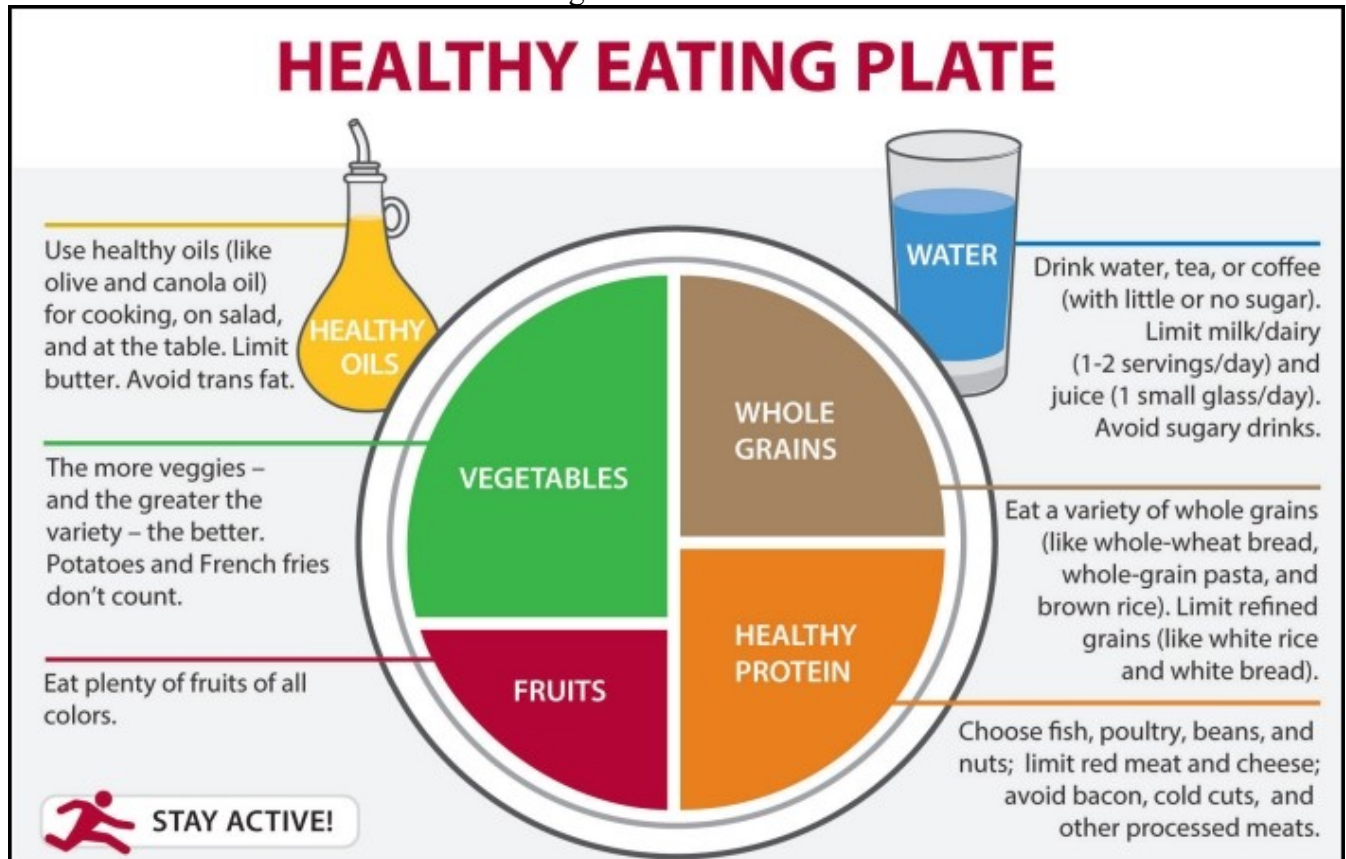 HEALTHY EATING PLATE
Use healthy oils (like
olive and canola oil)
for cooking, on salad,
and at the table. Limit
butter. Avoid trans fat.
HEALTHY
OILS
The more veggies –
and the greater the
variety – the better.
Potatoes and French fries
don't count.
Eat plenty of fruits of all
colors.
STAY ACTIVE!
VEGETABLES
FRUITS
WHOLE
GRAINS
HEALTHY
PROTEIN
WATER
Drink water, tea, or coffee
(with little or no sugar).
Limit milk/dairy
(1-2 servings/day) and
juice (1 small glass/day).
Avoid sugary drinks.
Eat a variety of whole grains
(like whole-wheat bread,
whole-grain pasta, and
brown rice). Limit refined
grains (like white rice
and white bread).
Choose fish, poultry, beans, and
nuts; limit red meat and cheese;
avoid bacon, cold cuts, and
other processed meats.